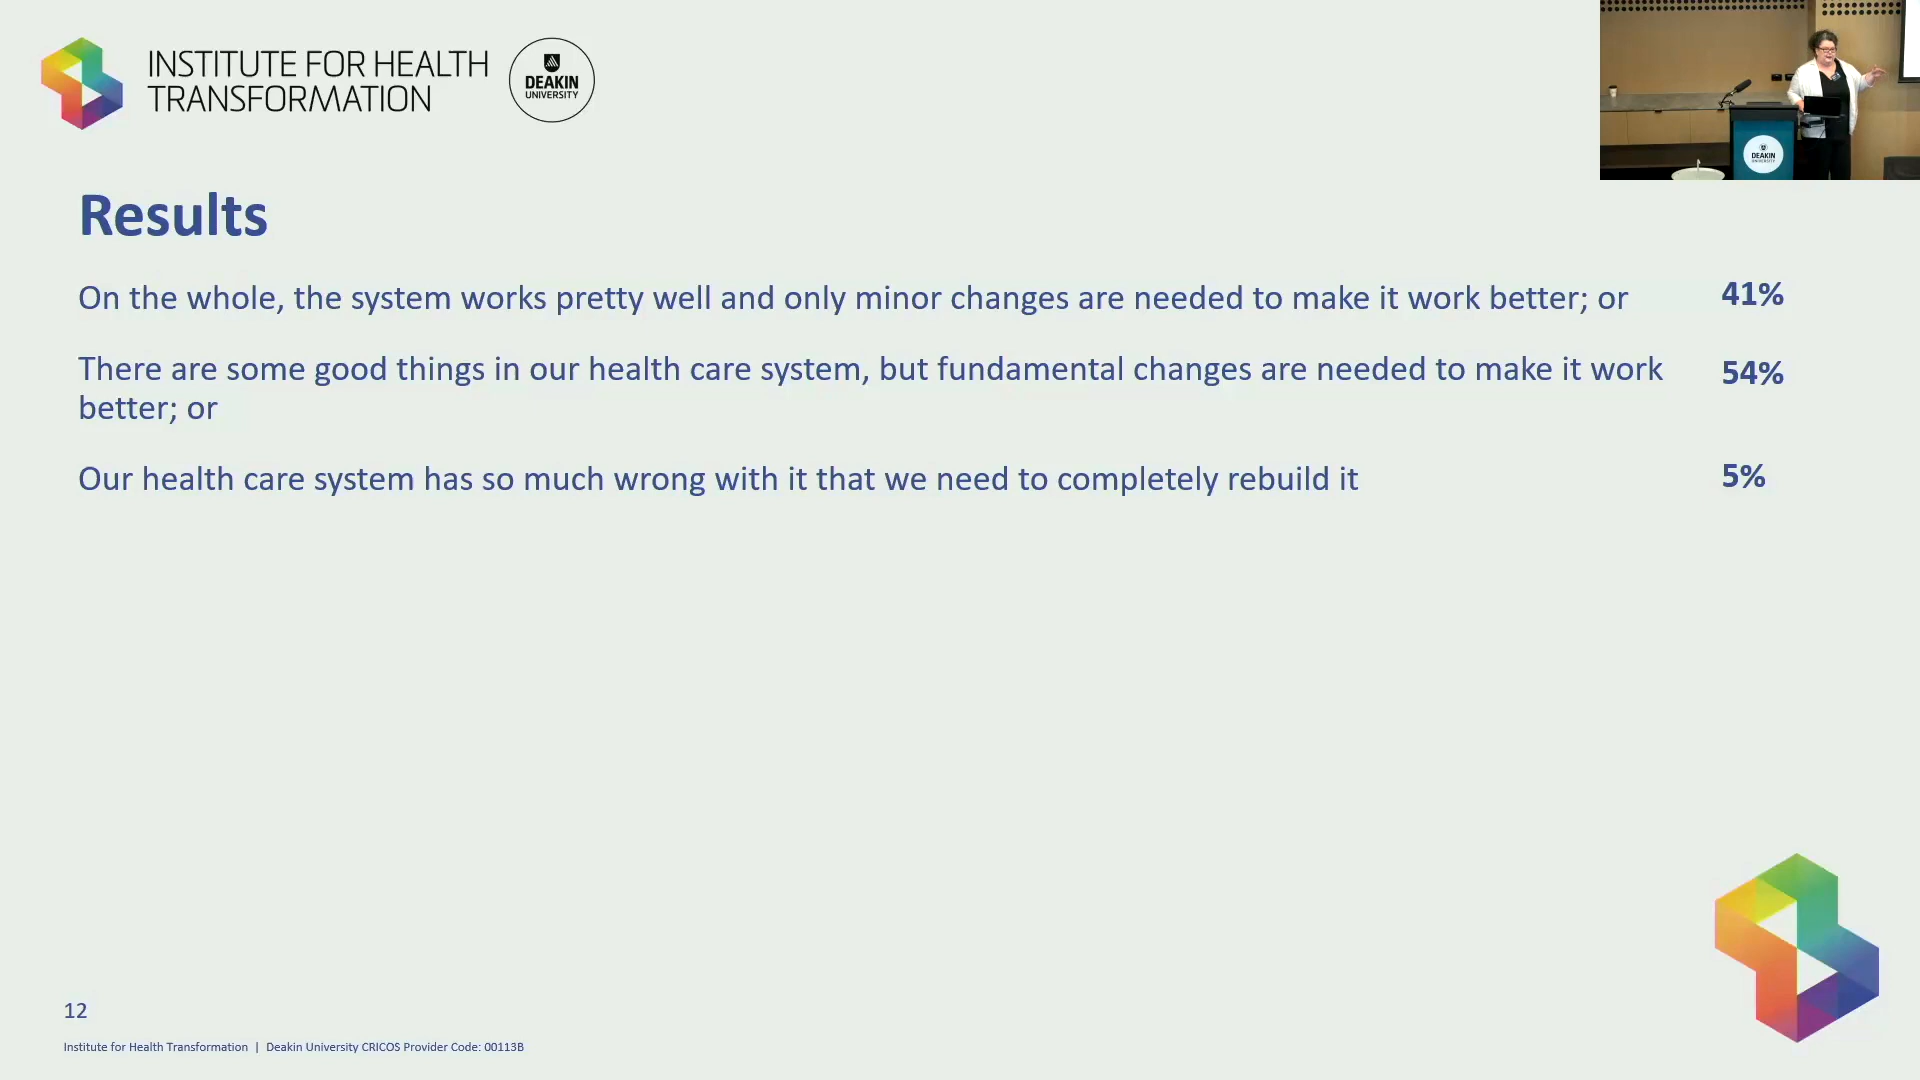 INSTITUTE FOR HEALTH
TRANSFORMATION
DEAKIN
UNIVERSITY
DEAKIN
UNIVERSITY
Results
On the whole, the system works pretty well and only minor changes are needed to make it work better; or
41%
There are some good things in our health care system, but fundamental changes are needed to make it work
better; or
54%
Our health care system has so much wrong with it that we need to completely rebuild it
5%
12
Institute for Health Transformation | Deakin University CRICOS Provider Code: 00113B